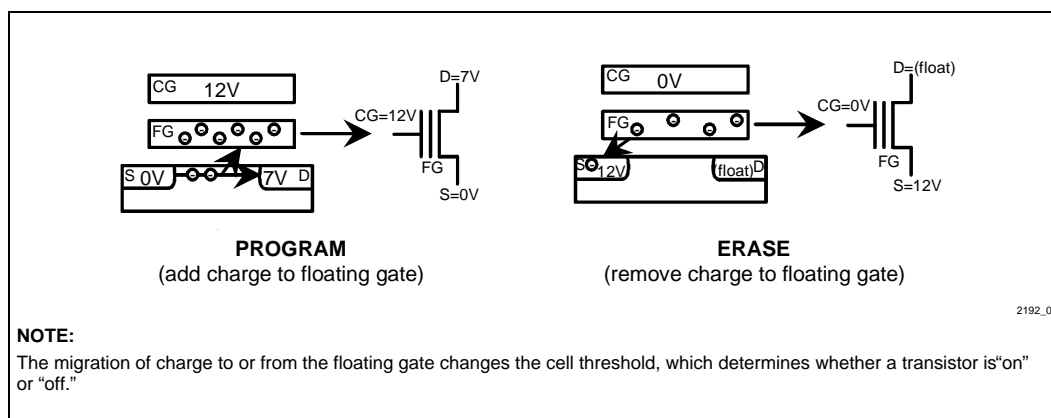 CG 12V
FG
S 0V 7V D
D=7V
CG=12V
FG
S=0V
PROGRAM
(add charge to floating gate)
CG 0V
FG
S 12V (float) D
D=(float)
CG=0V
FG
S=12V
ERASE
(remove charge to floating gate)
2192_0
NOTE:
The migration of charge to or from the floating gate changes the cell threshold, which determines whether a transistor is“on”
or “off.”